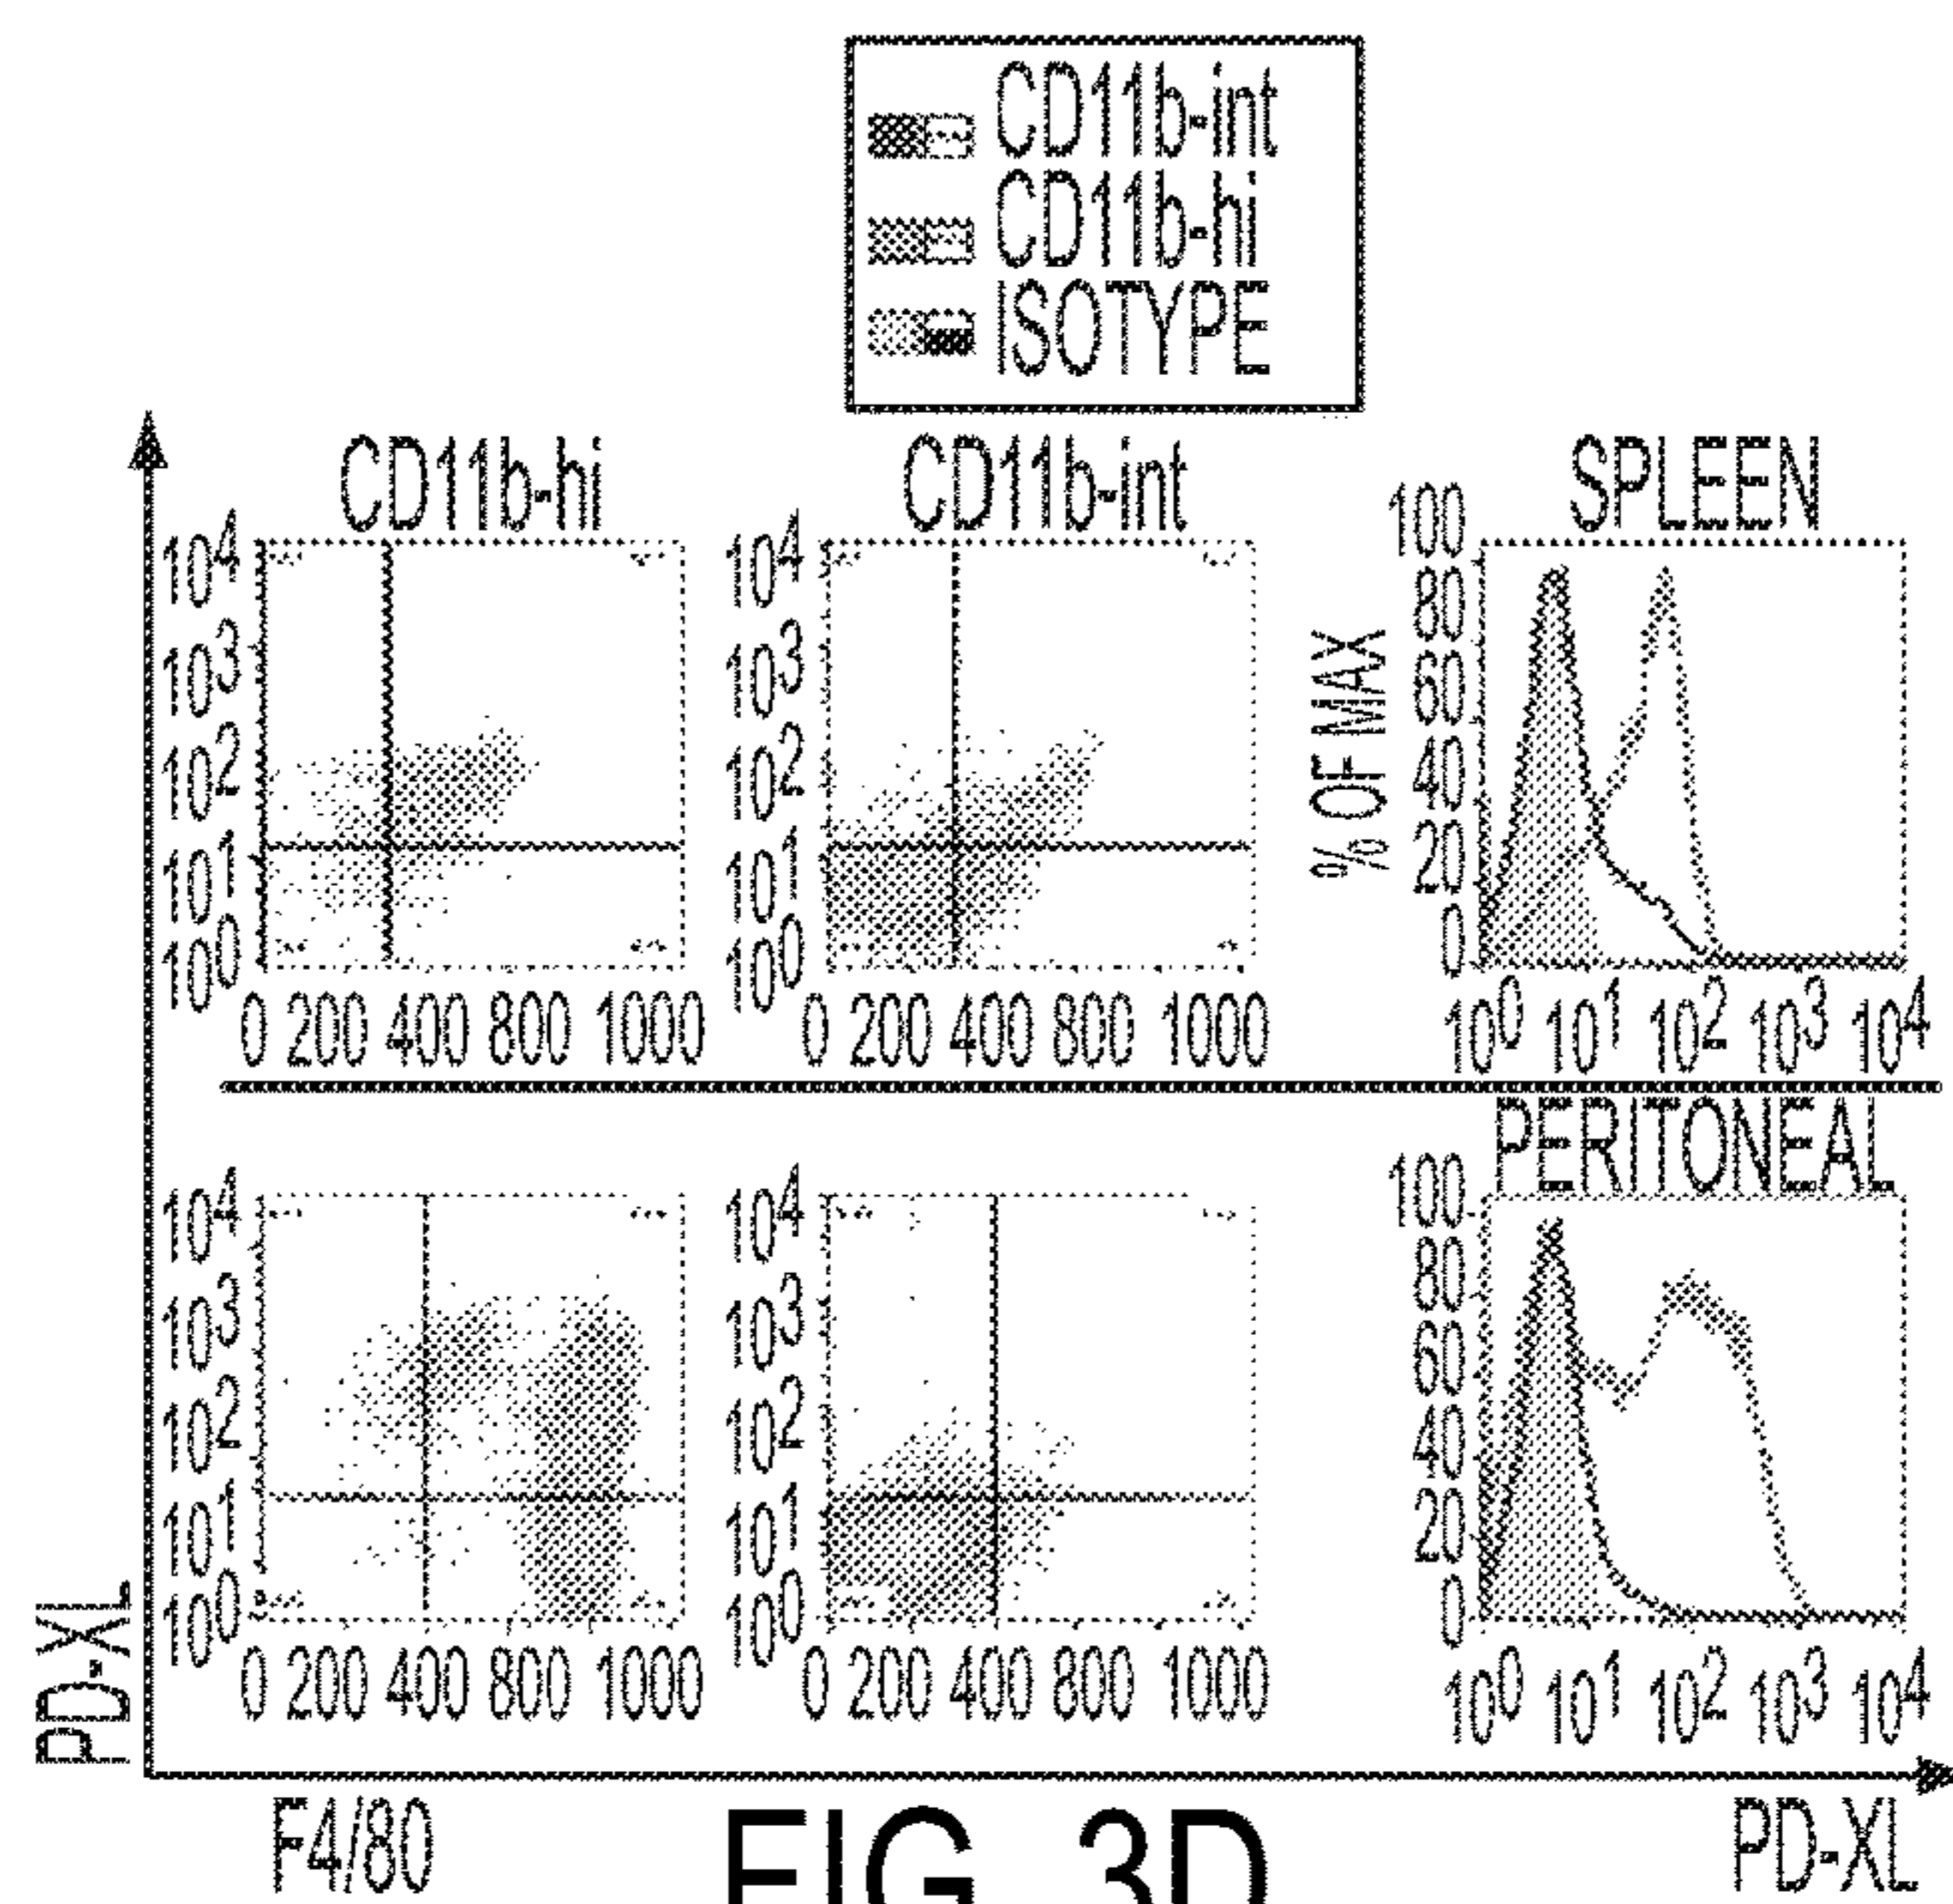 CD11b-int
CD11b-hi
ISOTYPE
CD11b-hi
CD11b-int
SPLEEN
10⁴
10³
10²
10¹
10⁰
0 200 400 800 1000
10⁴
10³
10²
10¹
10⁰
0 200 400 800 1000
% OF MAX
100
80
60
40
20
0
10⁰ 10¹ 10² 10³ 10⁴
PERITONEAL
10⁴
10³
10²
10¹
10⁰
0 200 400 800 1000
10⁴
10³
10²
10¹
10⁰
0 200 400 800 1000
100
80
60
40
20
0
10⁰ 10¹ 10² 10³ 10⁴
PD-XL
F4/80
PD-XL
FIG. 3D